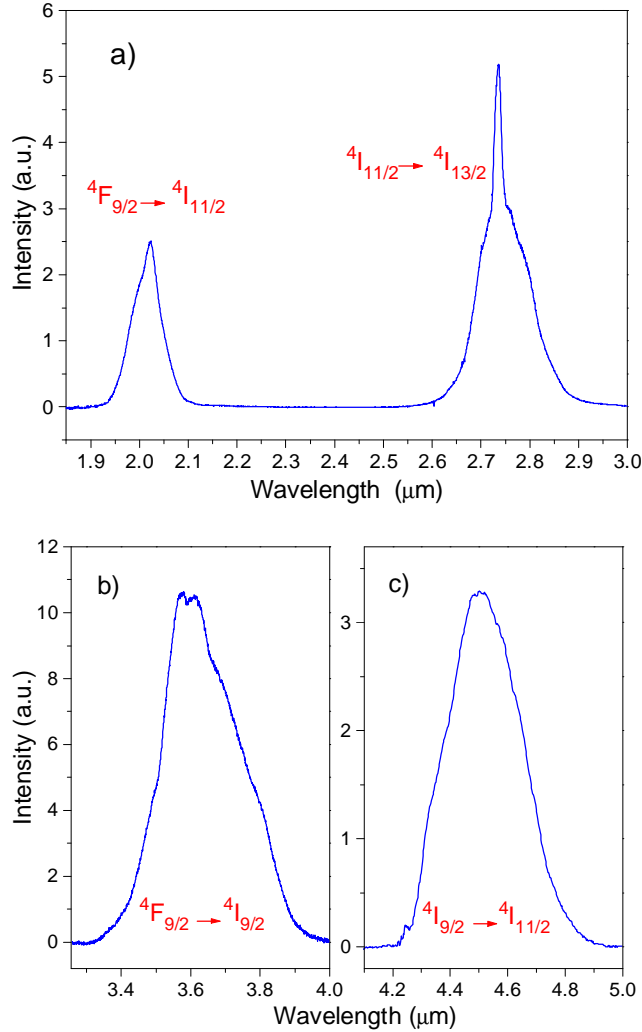 a)
Intensity (a.u.)
6
5
4
3
2
1
0
⁴F₉/₂ → ⁴I₁₁/₂
⁴I₁₁/₂ → ⁴I₁₃/₂
1.9 2.0 2.1 2.2 2.3 2.4 2.5 2.6 2.7 2.8 2.9 3.0
Wavelength (μm)
b)
Intensity (a.u.)
12
10
8
6
4
2
0
⁴F₉/₂ → ⁴I₉/₂
3.4 3.6 3.8 4.0
c)
3
2
1
0
⁴I₉/₂ → ⁴I₁₁/₂
4.2 4.4 4.6 4.8 5.0
Wavelength (μm)